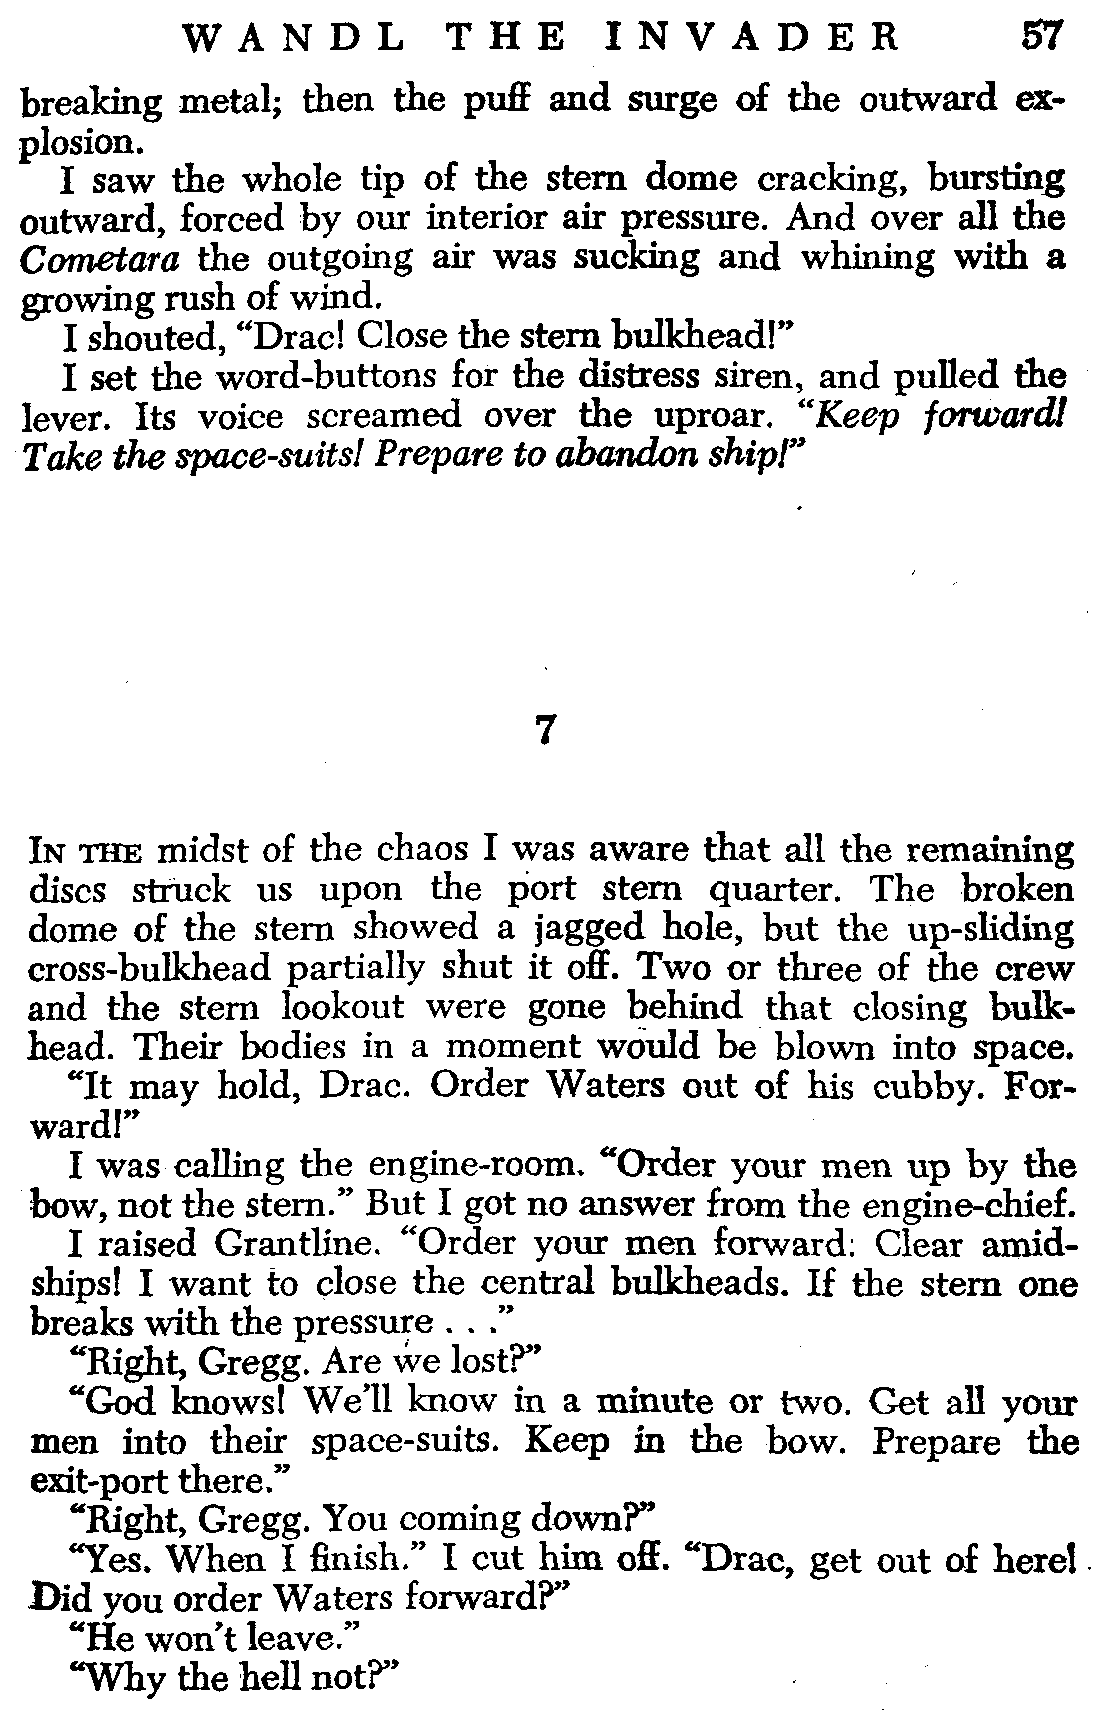 WANDL THE INVADER 57
breaking metal; then the puff and surge of the outward ex-
plosion.
I saw the whole tip of the stern dome cracking, bursting
outward, forced by our interior air pressure. And over all the
Cometara the outgoing air was sucking and whining with a
growing rush of wind.
I shouted, “Drac! Close the stern bulkhead!”
I set the word-buttons for the distress siren, and pulled the
lever. Its voice screamed over the uproar. “Keep forward!
Take the space-suits! Prepare to abandon ship!”
7
IN THE midst of the chaos I was aware that all the remaining
discs struck us upon the port stern quarter. The broken
dome of the stern showed a jagged hole, but the up-sliding
cross-bulkhead partially shut it off. Two or three of the crew
and the stern lookout were gone behind that closing bulk-
head. Their bodies in a moment would be blown into space.
“It may hold, Drac. Order Waters out of his cubby. For-
ward!”
I was calling the engine-room. “Order your men up by the
bow, not the stern.” But I got no answer from the engine-chief.
I raised Grantline. “Order your men forward: Clear amid-
ships! I want to close the central bulkheads. If the stern one
breaks with the pressure . . .”
“Right, Gregg. Are we lost?”
“God knows! We’ll know in a minute or two. Get all your
men into their space-suits. Keep in the bow. Prepare the
exit-port there.”
“Right, Gregg. You coming down?”
“Yes. When I finish.” I cut him off. “Drac, get out of here!
Did you order Waters forward?”
“He won’t leave.”
“Why the hell not?”